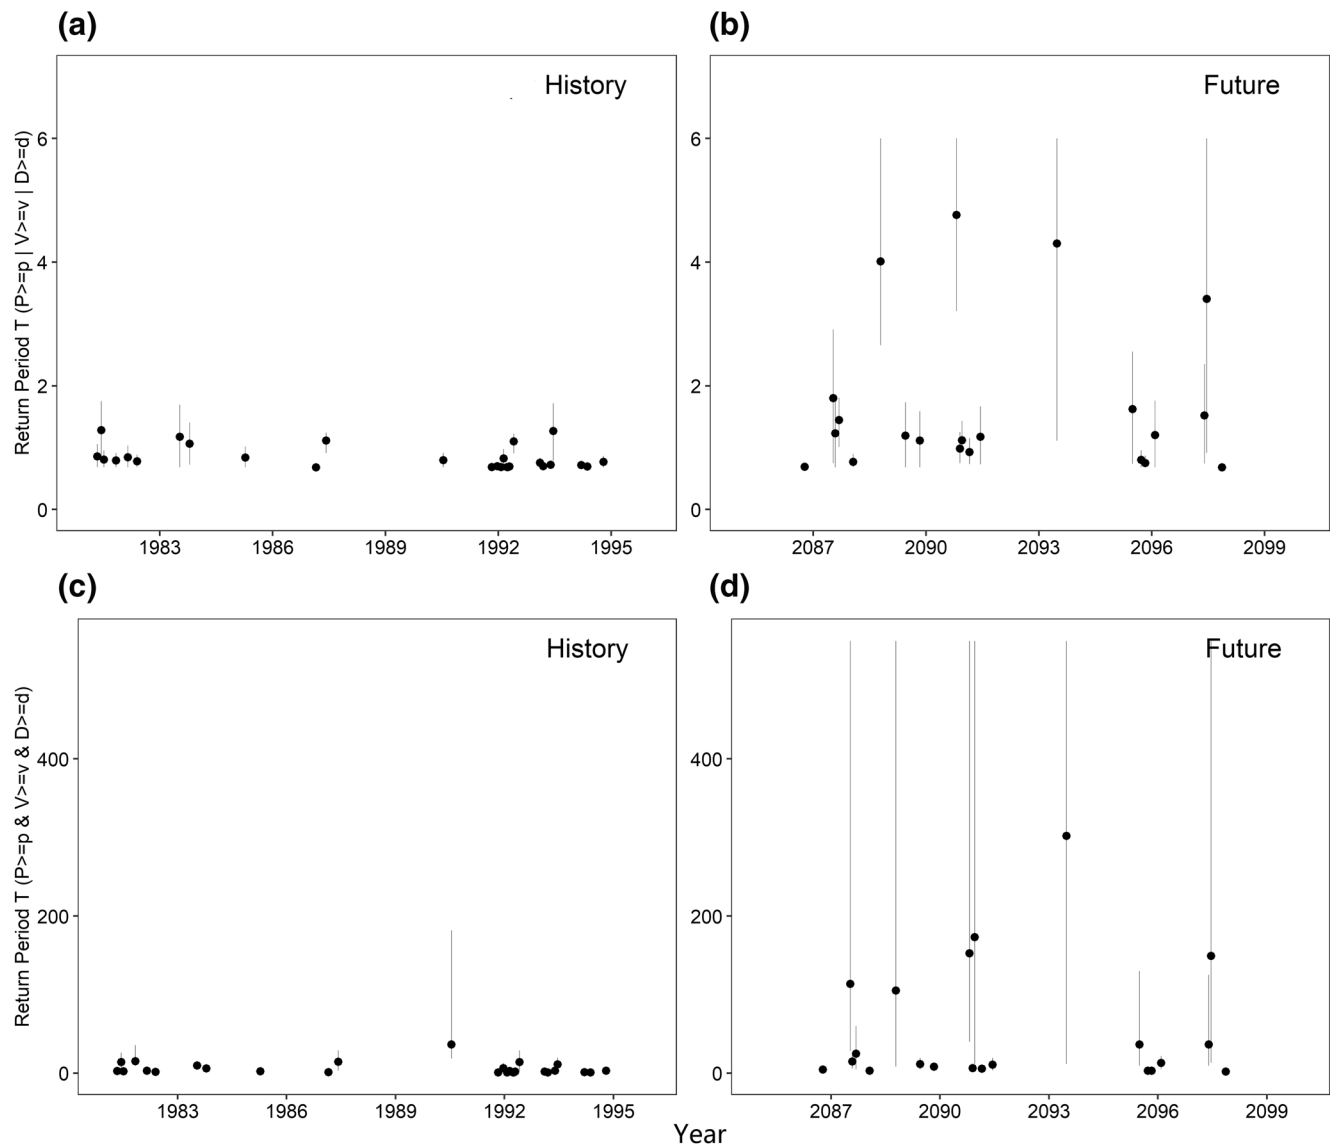 (a)
(b)
History
Future
Return Period T (P>=p | V>=v | D>=d)
6
4
2
0
6
4
2
0
1983 1986 1989 1992 1995
2087 2090 2093 2096 2099
(c)
(d)
History
Future
Return Period T (P>=p & V>=v & D>=d)
400
200
0
400
200
0
1983 1986 1989 1992 1995
2087 2090 2093 2096 2099
Year